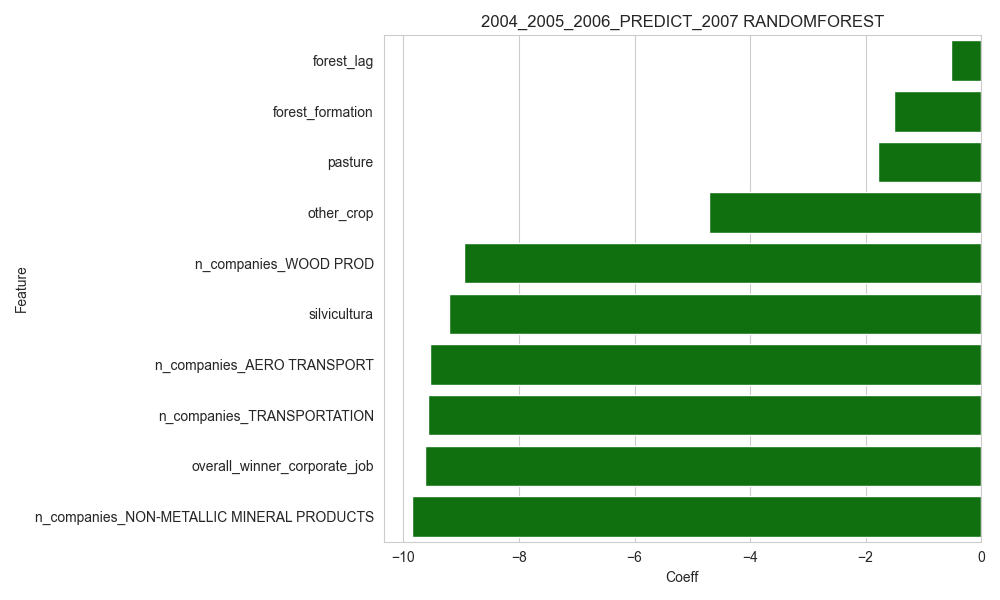 2004_2005_2006_PREDICT_2007 RANDOMFOREST
forest_lag
forest_formation
pasture
other_crop
n_companies_WOOD PROD
silvicultura
n_companies_AERO TRANSPORT
n_companies_TRANSPORTATION
overall_winner_corporate_job
n_companies_NON-METALLIC MINERAL PRODUCTS
Feature
−10 −8 −6 −4 −2 0
Coeff